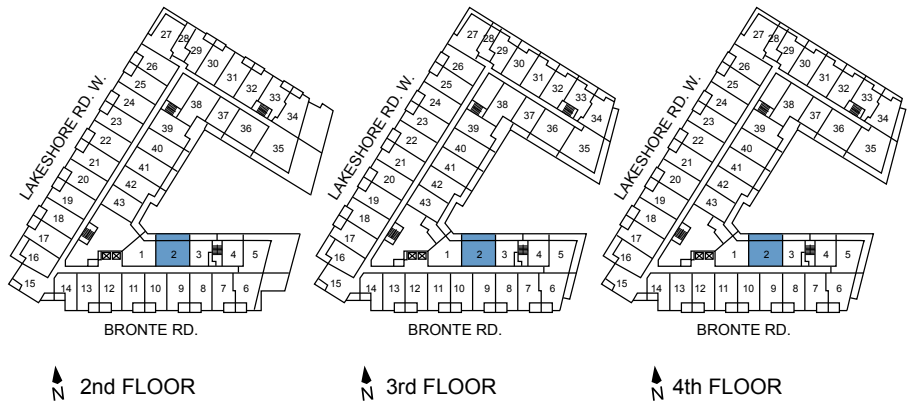 27 28 29 30 31 32 33 34 35
26 25 24 23 22 21 20 19 18 17 16 15
38 37 36 39 40 41 42 43
1 2 3 4 5
14 13 12 11 10 9 8 7 6
LAKESHORE RD. W.
BRONTE RD.
N 2nd FLOOR
27 28 29 30 31 32 33 34 35
26 25 24 23 22 21 20 19 18 17 16 15
38 37 36 39 40 41 42 43
1 2 3 4 5
14 13 12 11 10 9 8 7 6
LAKESHORE RD. W.
BRONTE RD.
N 3rd FLOOR
27 28 29 30 31 32 33 34 35
26 25 24 23 22 21 20 19 18 17 16 15
38 37 36 39 40 41 42 43
1 2 3 4 5
14 13 12 11 10 9 8 7 6
LAKESHORE RD. W.
BRONTE RD.
N 4th FLOOR